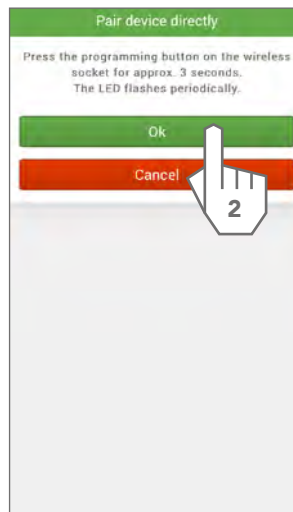 Pair device directly
Press the programming button on the wireless
socket for approx. 3 seconds.
The LED flashes periodically.
Ok
Cancel
2